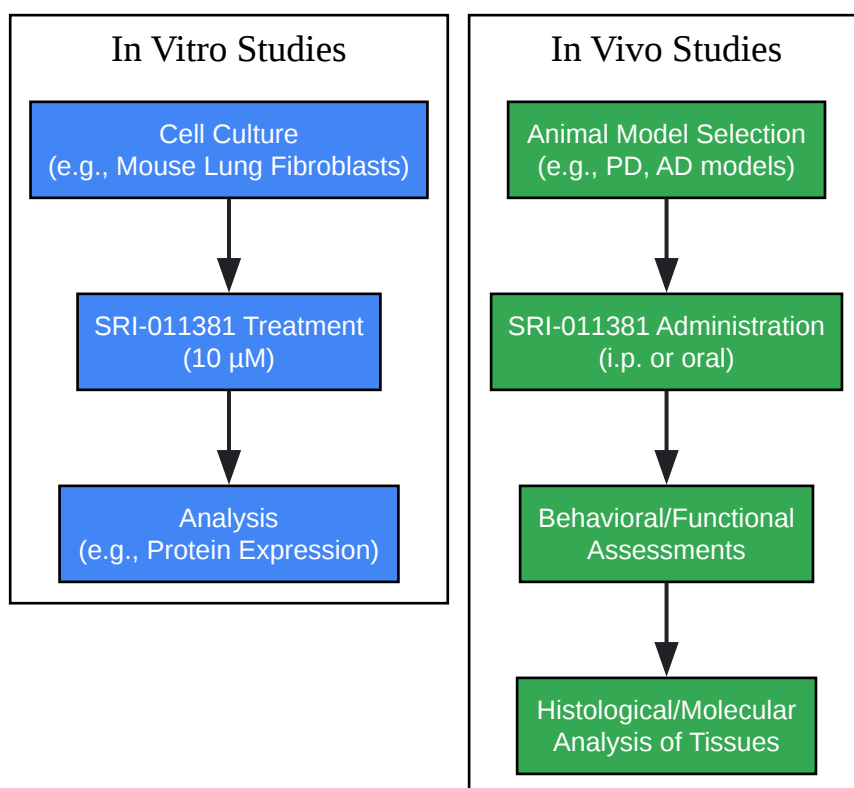 In Vitro Studies
Cell Culture
(e.g., Mouse Lung Fibroblasts)
SRI-011381 Treatment
(10 µM)
Analysis
(e.g., Protein Expression)
In Vivo Studies
Animal Model Selection
(e.g., PD, AD models)
SRI-011381 Administration
(i.p. or oral)
Behavioral/Functional
Assessments
Histological/Molecular
Analysis of Tissues